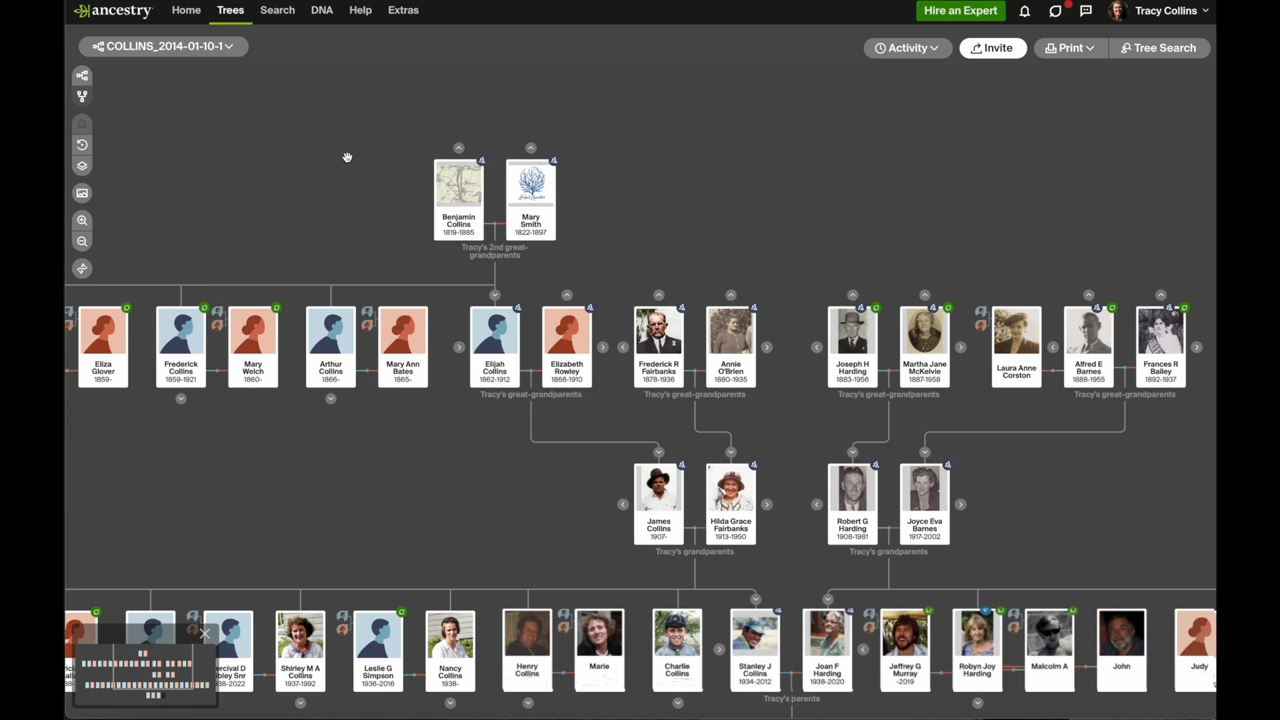 ancestry
Home
Trees
Search
DNA
Help
Extras
Hire an Expert
Tracy Collins
COLLINS_2014-01-10-1
Activity
Invite
Print
Tree Search
Benjamin
Collins
1819-1885
Mary
Smith
1822-1897
Tracy's 2nd great-
grandparents
Eliza
Glover
1859-
Frederick
Collins
1859-1921
Mary
Welch
1860-
Arthur
Collins
1866-
Mary Ann
Bates
1865-
Elijah
Collins
1862-1912
Elizabeth
Rowley
1868-1910
Tracy's great-grandparents
Frederick R
Fairbanks
1878-1936
Annie
O'Brien
1880-1935
Tracy's great-grandparents
Joseph H
Harding
1883-1956
Martha Jane
McKelvie
1887-1958
Tracy's great-grandparents
Laura Anne
Corston
Alfred E
Barnes
1888-1955
Frances R
Bailey
1892-1937
Tracy's great-grandparents
James
Collins
1907-
Hilda Grace
Fairbanks
1913-1950
Tracy's grandparents
Robert G
Harding
1908-1981
Joyce Eva
Barnes
1917-2002
Tracy's grandparents
Shirley M A
Collins
1937-1992
Leslie G
Simpson
1936-2016
Nancy
Collins
1938-
Henry
Collins
Marie
Charlie
Collins
Stanley J
Collins
1934-2012
Joan F
Harding
1938-2020
Tracy's parents
Jeffrey G
Murray
-2019
Robyn Joy
Harding
Malcolm A
John
Judy